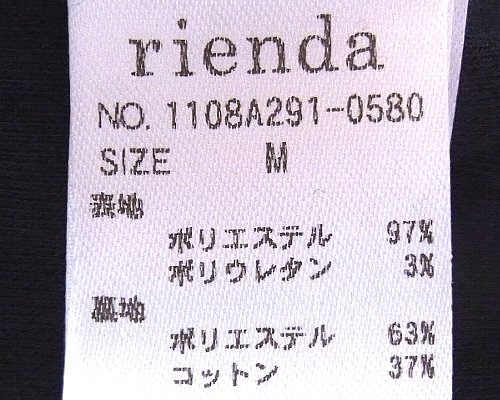 rienda
NO. 1108A291-0580
SIZE M
表地
ポリエステル 97%
ポリウレタン 3%
裏地
ポリエステル 63%
コットン 37%